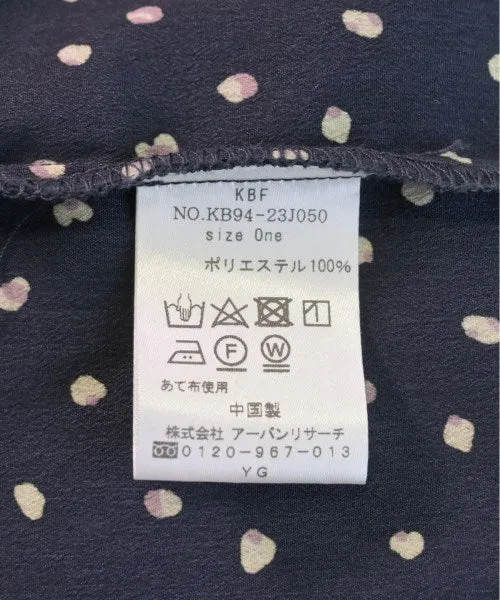 KBF
NO.KB94-23J050
size One
ポリエステル100%
F W
あて布使用
中国製
株式会社 アーバンリサーチ
0120-967-013
YG